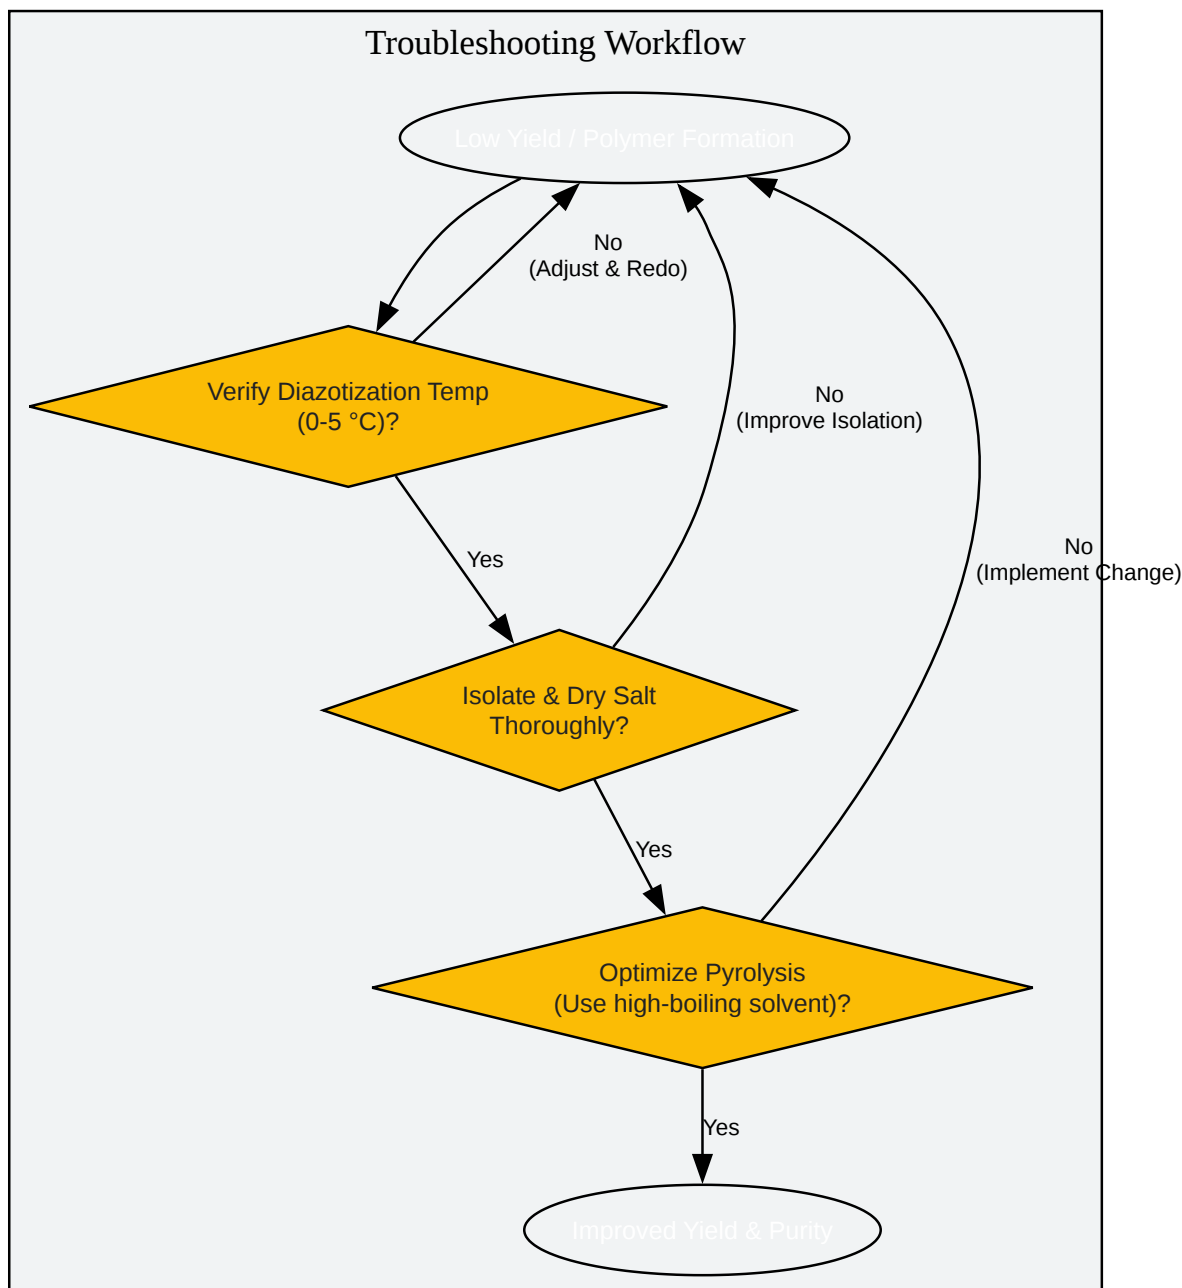 Troubleshooting Workflow
Low Yield / Polymer Formation
No
(Adjust & Redo)
Verify Diazotization Temp
(0-5 °C)?
No
(Improve Isolation)
No
(Implement Change)
Yes
Isolate & Dry Salt
Thoroughly?
Yes
Optimize Pyrolysis
(Use high-boiling solvent)?
Yes
Improved Yield & Purity